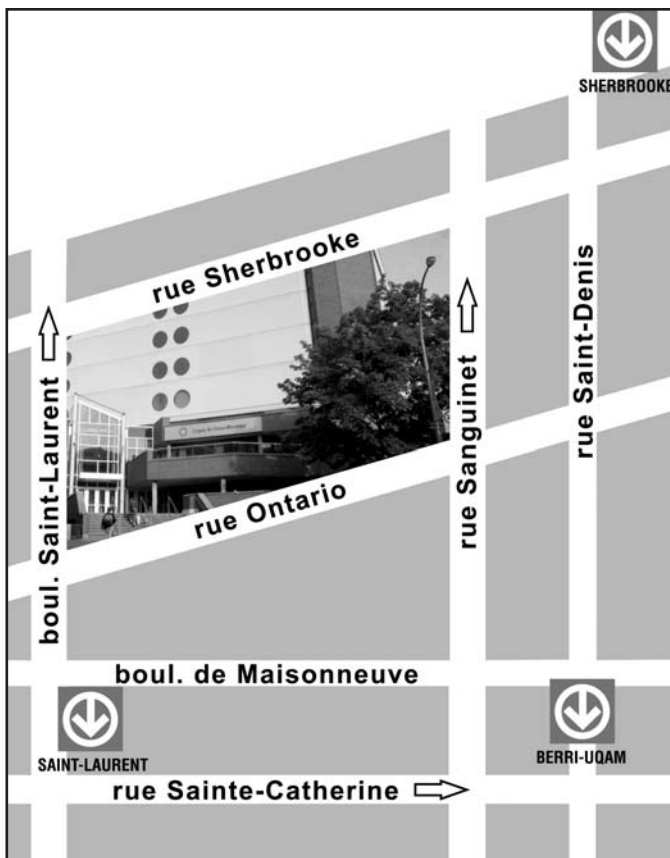 SHERBROOKE
rue Sherbrooke
boul. Saint-Laurent
rue Sanguinet
rue Saint-Denis
rue Ontario
boul. de Maisonneuve
SAINT-LAURENT
BERRI-UQAM
rue Sainte-Catherine